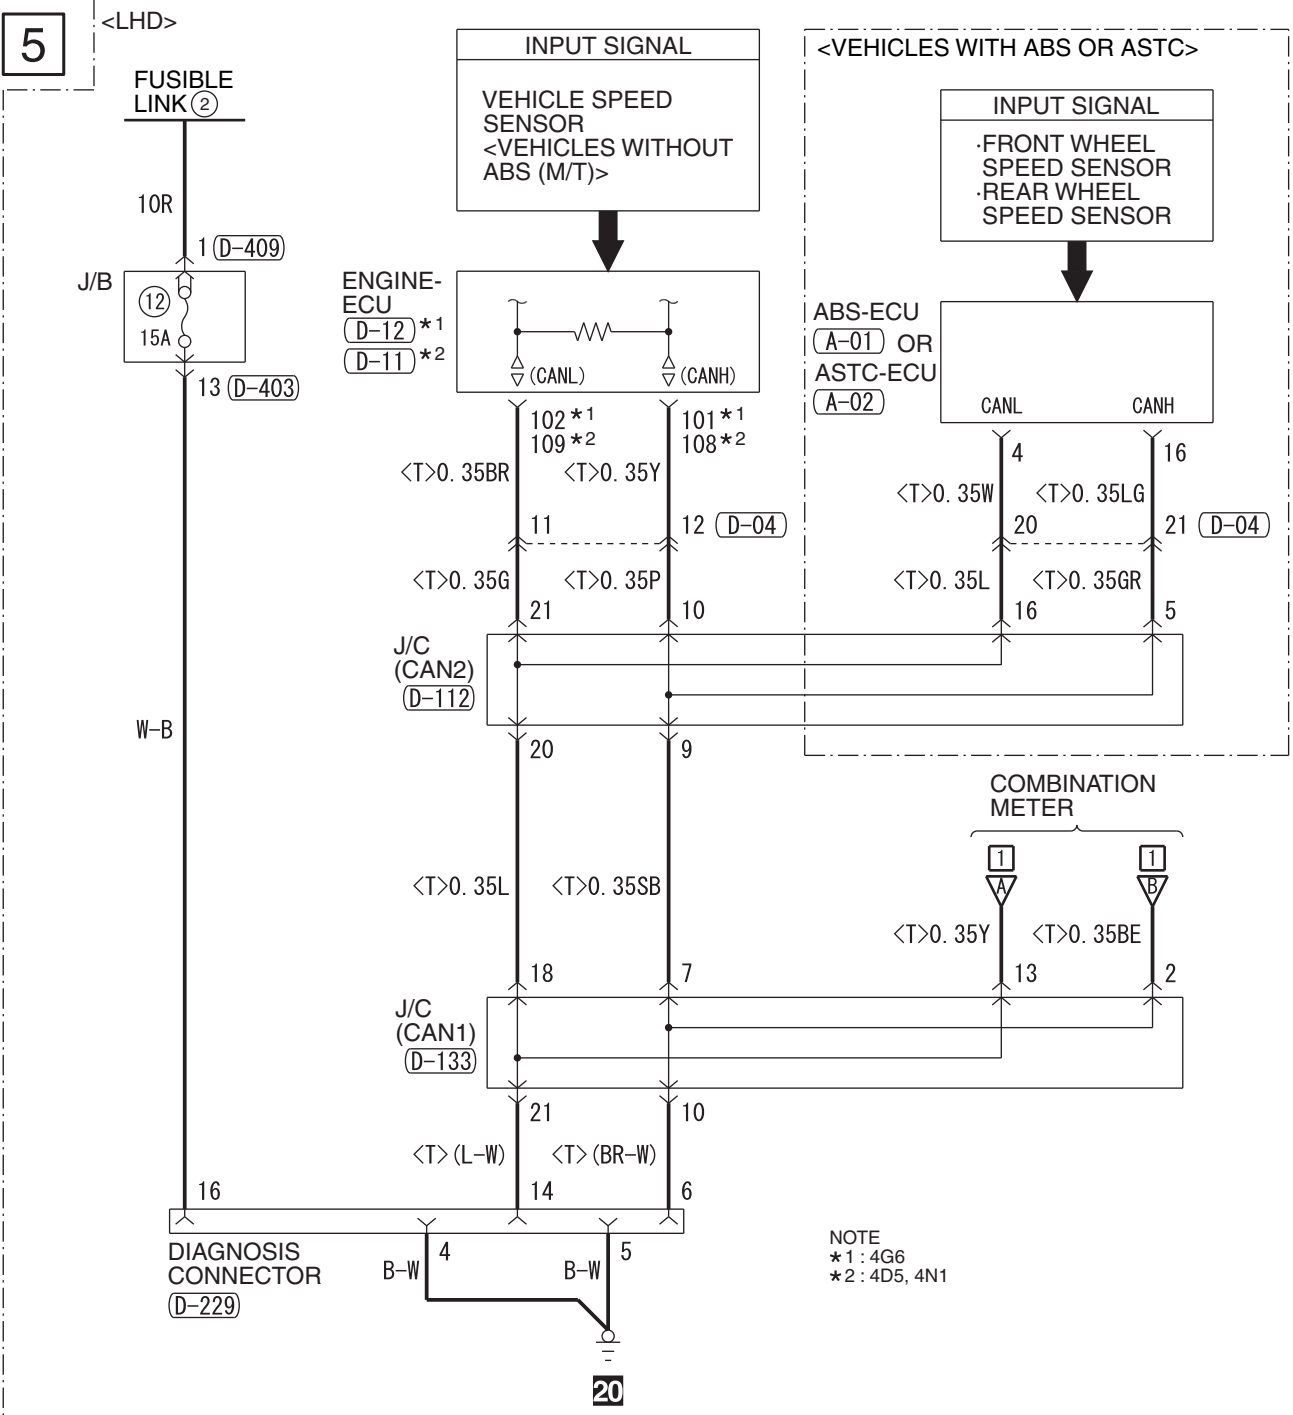 5
<LHD>
FUSIBLE
LINK 2
10R
1 D-409
J/B
12
15A
13 D-403
W-B
INPUT SIGNAL
VEHICLE SPEED
SENSOR
<VEHICLES WITHOUT
ABS (M/T)>
ENGINE-
ECU
D-12 *1
D-11 *2
(CANL)
(CANH)
102*1
109*2
101*1
108*2
<T>0.35BR
<T>0.35Y
11
12 D-04
<T>0.35G
<T>0.35P
21
10
<VEHICLES WITH ABS OR ASTC>
INPUT SIGNAL
·FRONT WHEEL
SPEED SENSOR
·REAR WHEEL
SPEED SENSOR
ABS-ECU
A-01 OR
ASTC-ECU
A-02
CANL
CANH
4
16
<T>0.35W
<T>0.35LG
20
21 D-04
<T>0.35L
<T>0.35GR
16
5
J/C
(CAN2)
D-112
20
9
<T>0.35L
<T>0.35SB
18
7
COMBINATION
METER
1
1
A
B
<T>0.35Y
<T>0.35BE
13
2
J/C
(CAN1)
D-133
21
10
<T>(L-W)
<T>(BR-W)
16
14
6
DIAGNOSIS
CONNECTOR
D-229
4
5
B-W
B-W
20
NOTE
*1 : 4G6
*2 : 4D5, 4N1